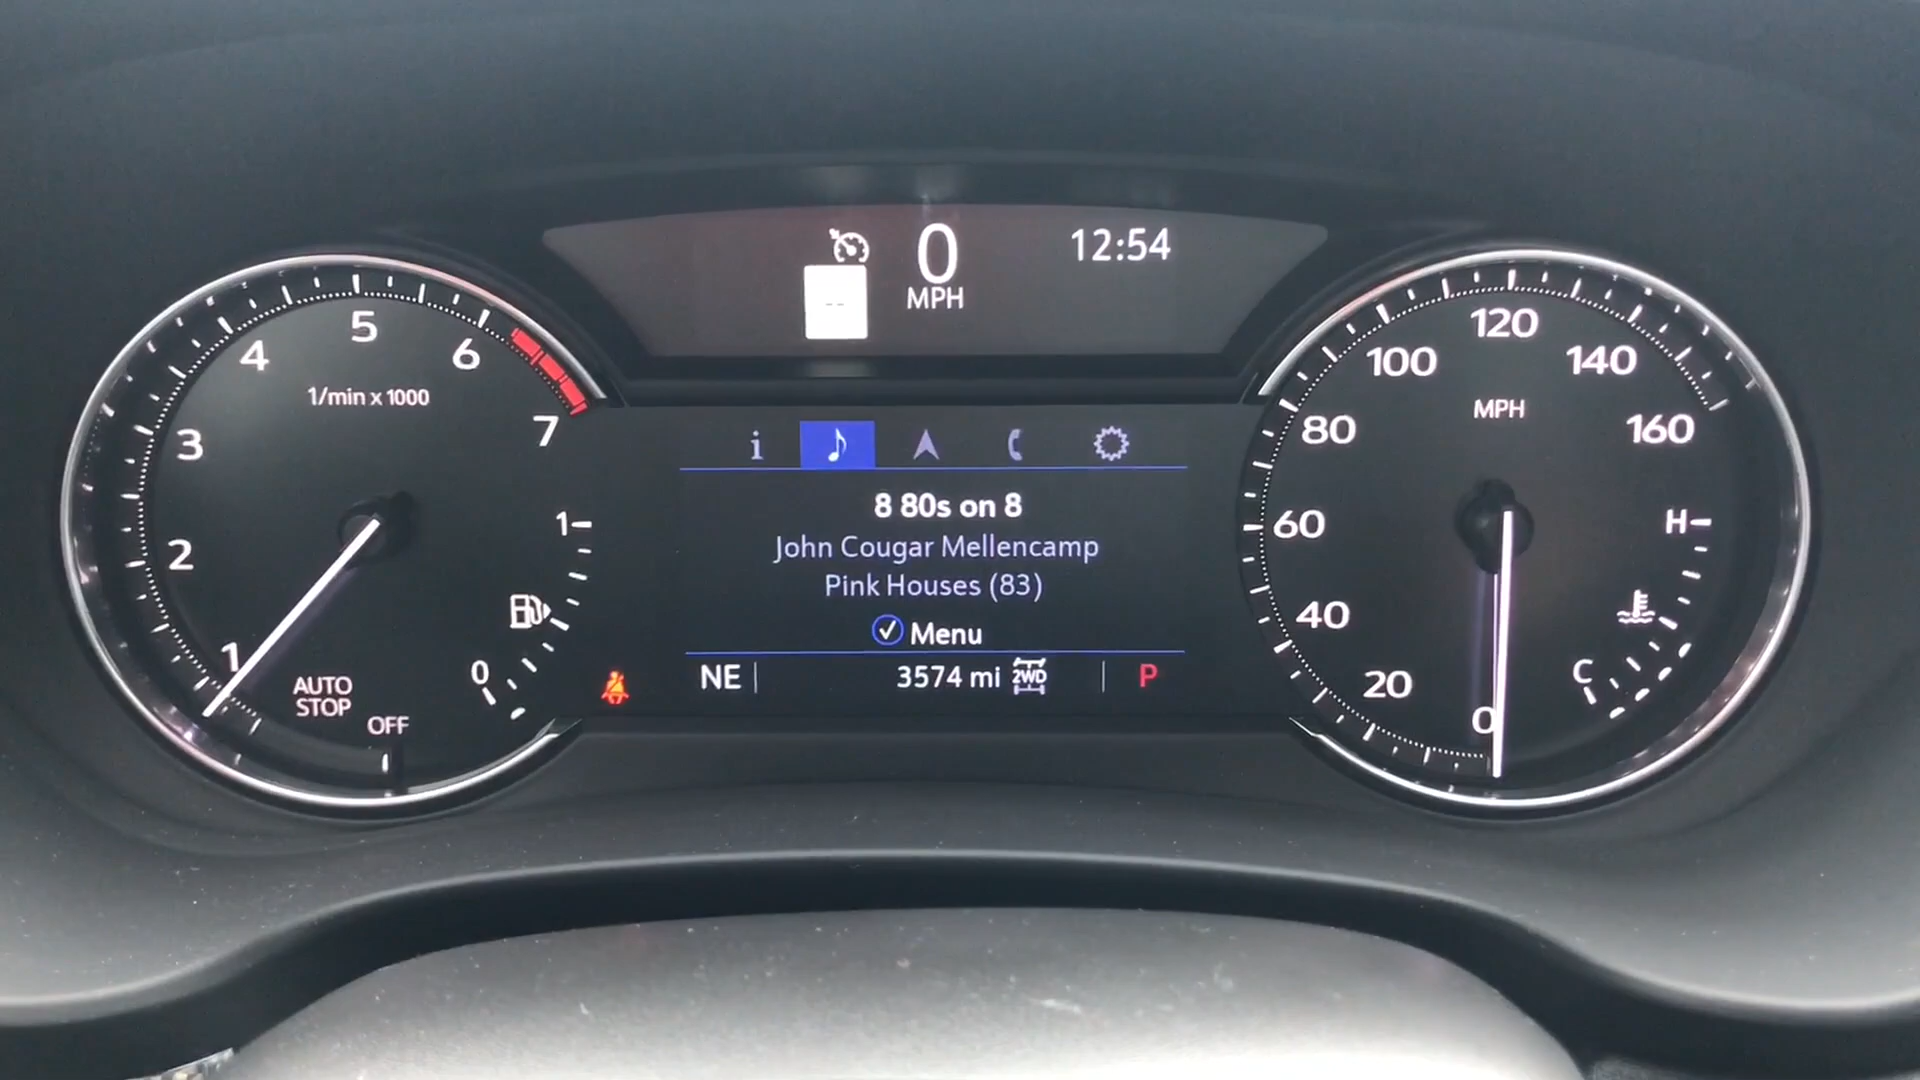 0
MPH
12:54
--
1
2
3
4
5
6
7
1/min x 1000
AUTO
STOP
OFF
1
0
i
8 80s on 8
John Cougar Mellencamp
Pink Houses (83)
Menu
NE
3574 mi
2WD
P
0
20
40
60
80
100
120
140
160
MPH
H
C